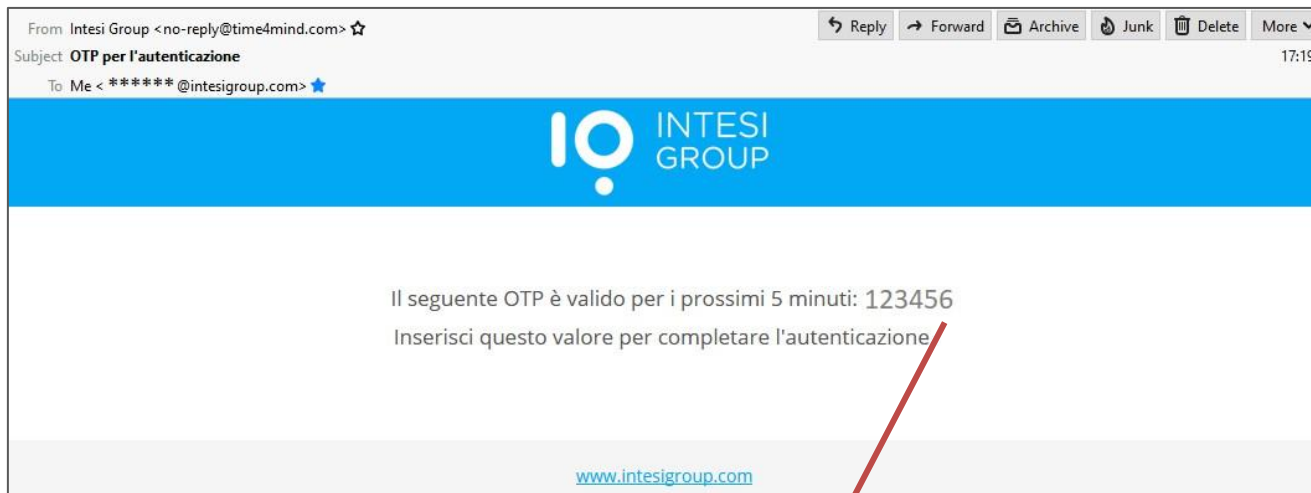 From Intesi Group <no-reply@time4mind.com>
Reply Forward Archive Junk Delete More
Subject OTP per l'autenticazione
17:19
To Me < ****** @intesigroup.com>
INTESI
GROUP
Il seguente OTP è valido per i prossimi 5 minuti: 123456
Inserisci questo valore per completare l'autenticazione
www.intesigroup.com